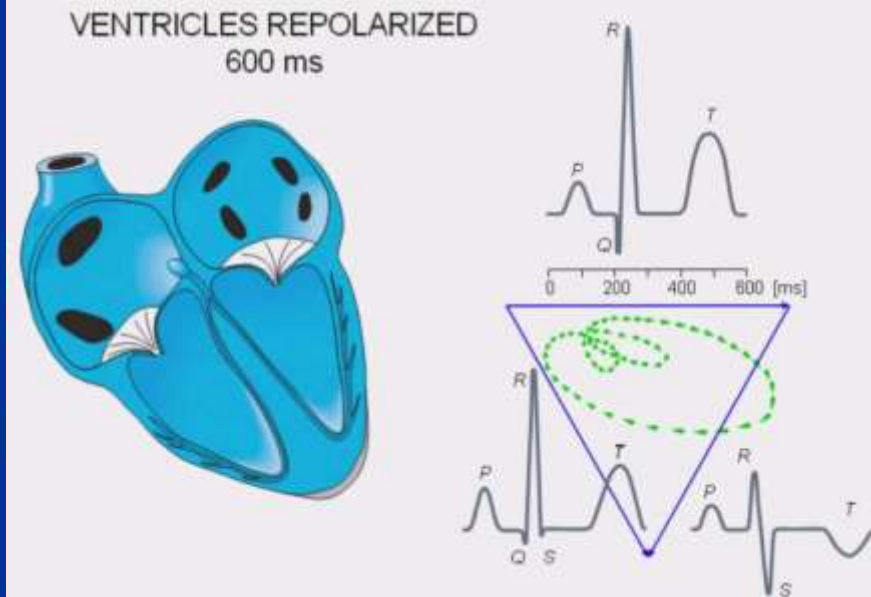 VENTRICLES REPOLARIZED
600 ms
R
T
P
Q
0 200 400 600 [ms]
R
P
T
Q S
R
P
T
S